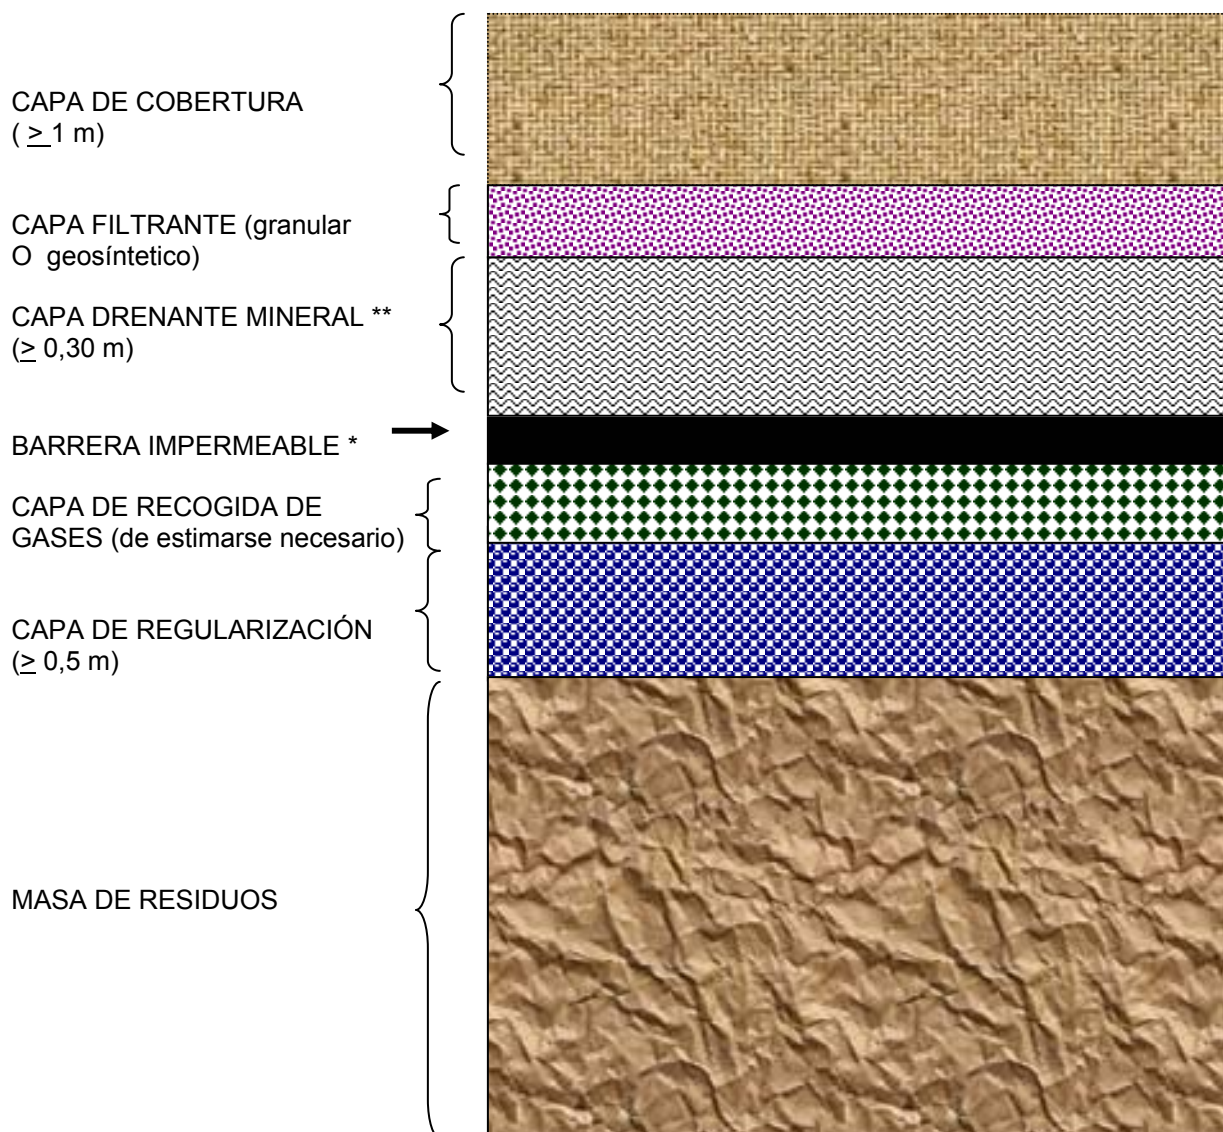 CAPA DE COBERTURA
( ≥ 1 m)
CAPA FILTRANTE (granular
O geosíntetico)
CAPA DRENANTE MINERAL **
(≥ 0,30 m)
BARRERA IMPERMEABLE *
CAPA DE RECOGIDA DE
GASES (de estimarse necesario)
CAPA DE REGULARIZACIÓN
(≥ 0,5 m)
MASA DE RESIDUOS